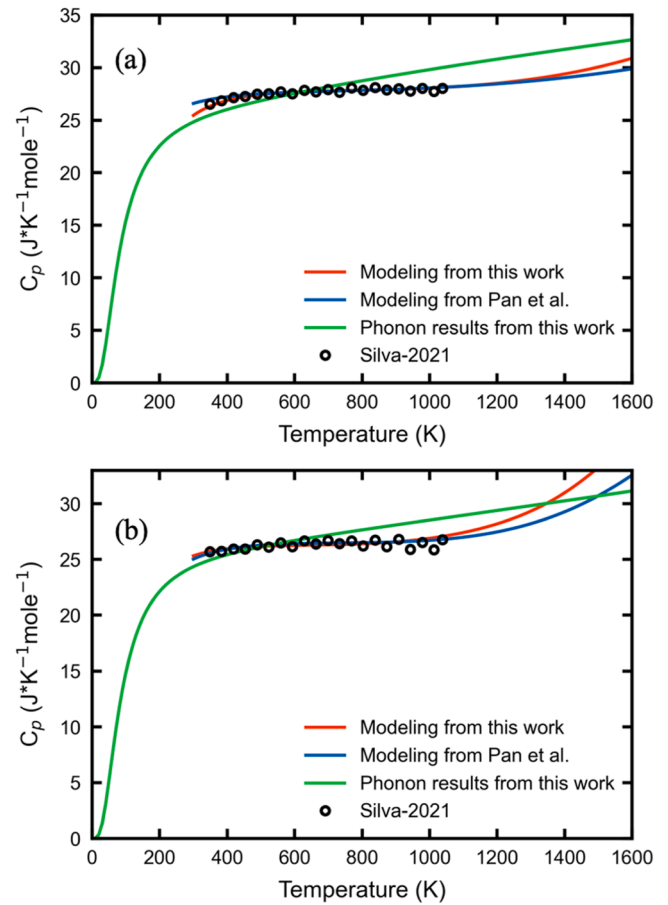 35
(a)
30
25
20
15
10
5
0
C_p (J*K⁻¹mole⁻¹)
Modeling from this work
Modeling from Pan et al.
Phonon results from this work
Silva-2021
0 200 400 600 800 1000 1200 1400 1600
Temperature (K)
(b)
30
25
20
15
10
5
0
C_p (J*K⁻¹mole⁻¹)
Modeling from this work
Modeling from Pan et al.
Phonon results from this work
Silva-2021
0 200 400 600 800 1000 1200 1400 1600
Temperature (K)